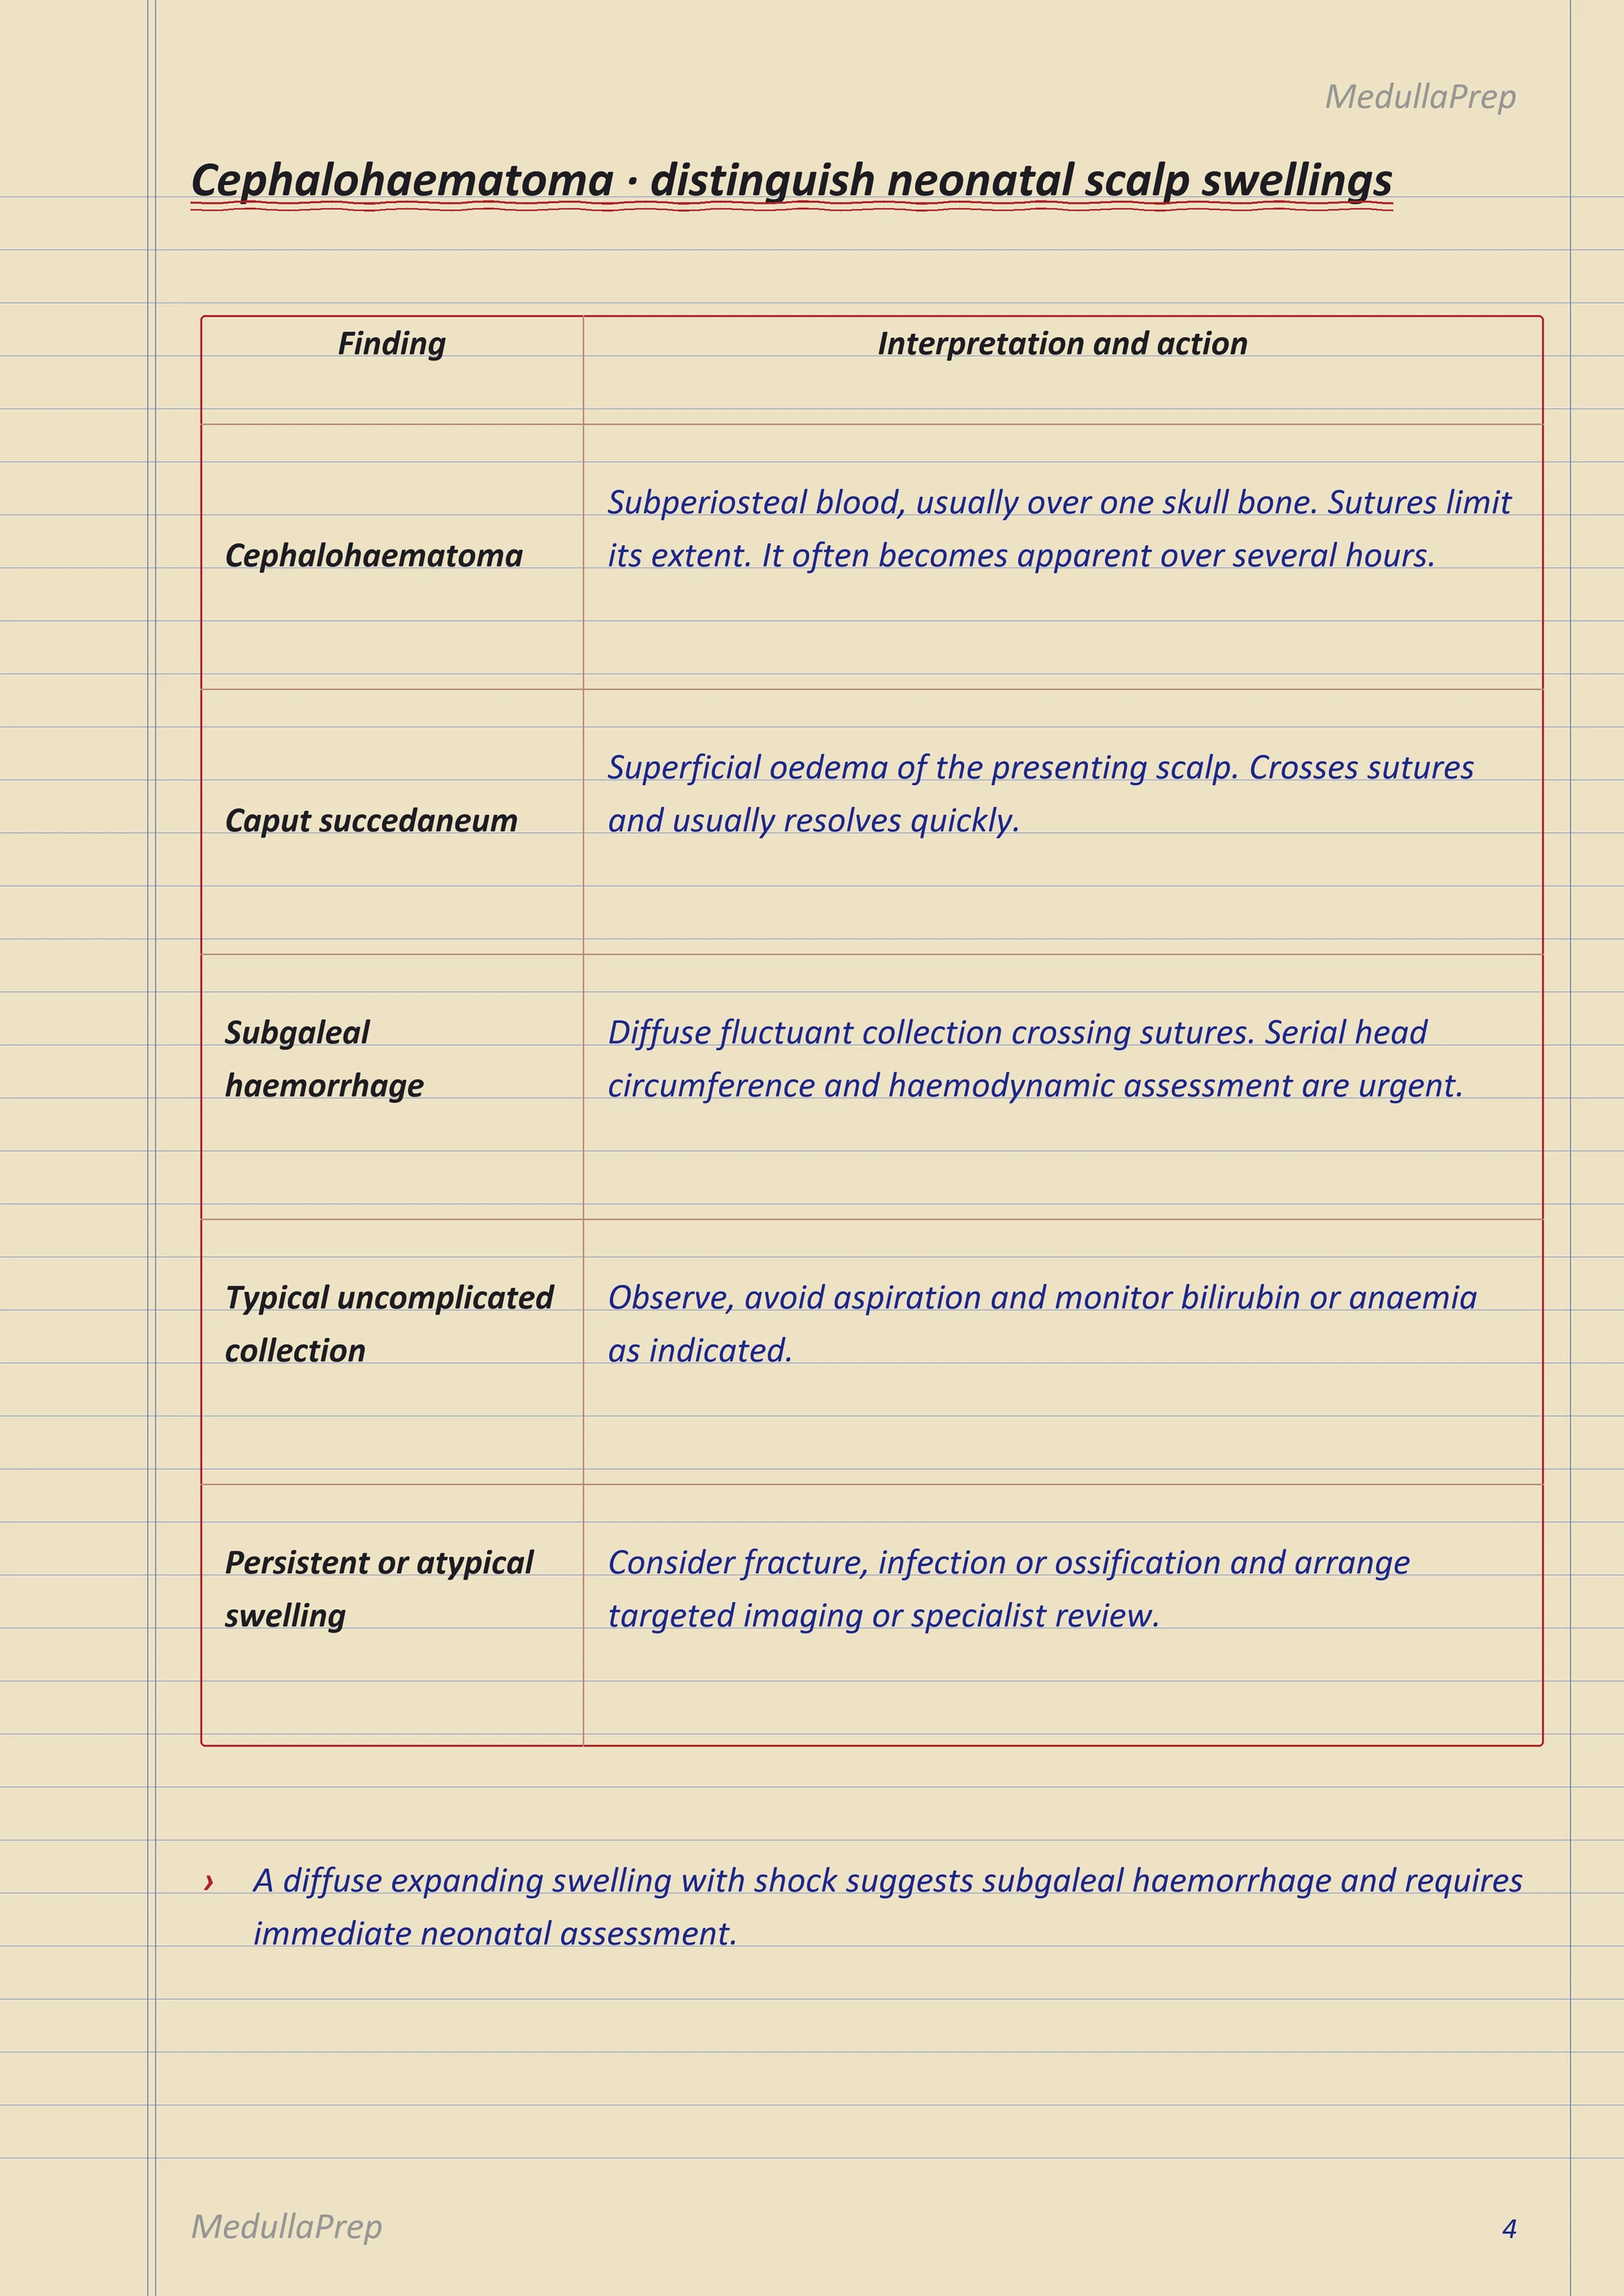 MedullaPrep
Cephalohaematoma · distinguish neonatal scalp swellings
Finding
Interpretation and action
Cephalohaematoma
Subperiosteal blood, usually over one skull bone. Sutures limit
its extent. It often becomes apparent over several hours.
Caput succedaneum
Superficial oedema of the presenting scalp. Crosses sutures
and usually resolves quickly.
Subgaleal
haemorrhage
Diffuse fluctuant collection crossing sutures. Serial head
circumference and haemodynamic assessment are urgent.
Typical uncomplicated
collection
Observe, avoid aspiration and monitor bilirubin or anaemia
as indicated.
Persistent or atypical
swelling
Consider fracture, infection or ossification and arrange
targeted imaging or specialist review.
› A diffuse expanding swelling with shock suggests subgaleal haemorrhage and requires
immediate neonatal assessment.
MedullaPrep
4